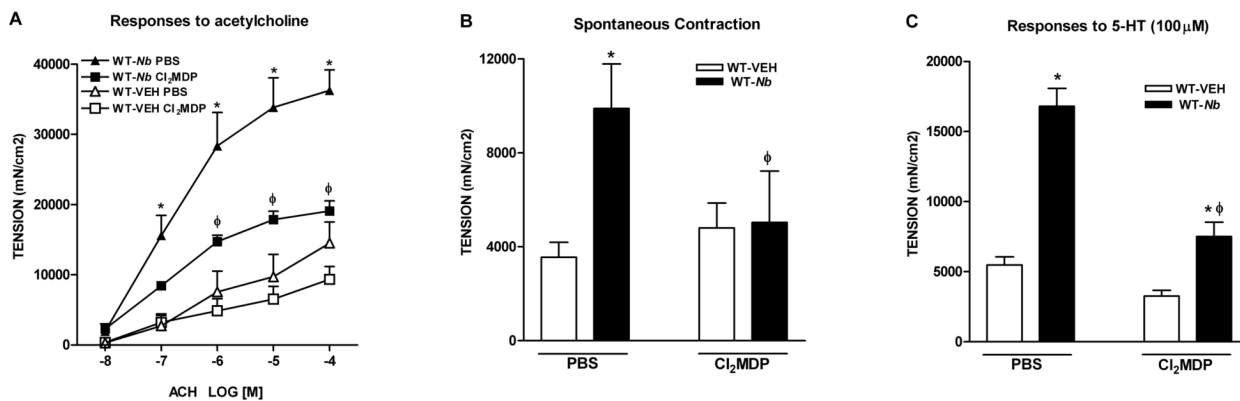 A
Responses to acetylcholine
WT-Nb PBS
WT-Nb Cl₂MDP
WT-VEH PBS
WT-VEH Cl₂MDP
TENSION (mN/cm2)
40000
30000
20000
10000
0
* * * * *
ϕ ϕ ϕ
-8 -7 -6 -5 -4
ACH LOG [M]
B
Spontaneous Contraction
WT-VEH
WT-Nb
TENSION (mN/cm2)
12000
8000
4000
0
*
ϕ
PBS Cl₂MDP
C
Responses to 5-HT (100μM)
WT-VEH
WT-Nb
TENSION (mN/cm2)
20000
15000
10000
5000
0
*
* ϕ
PBS Cl₂MDP